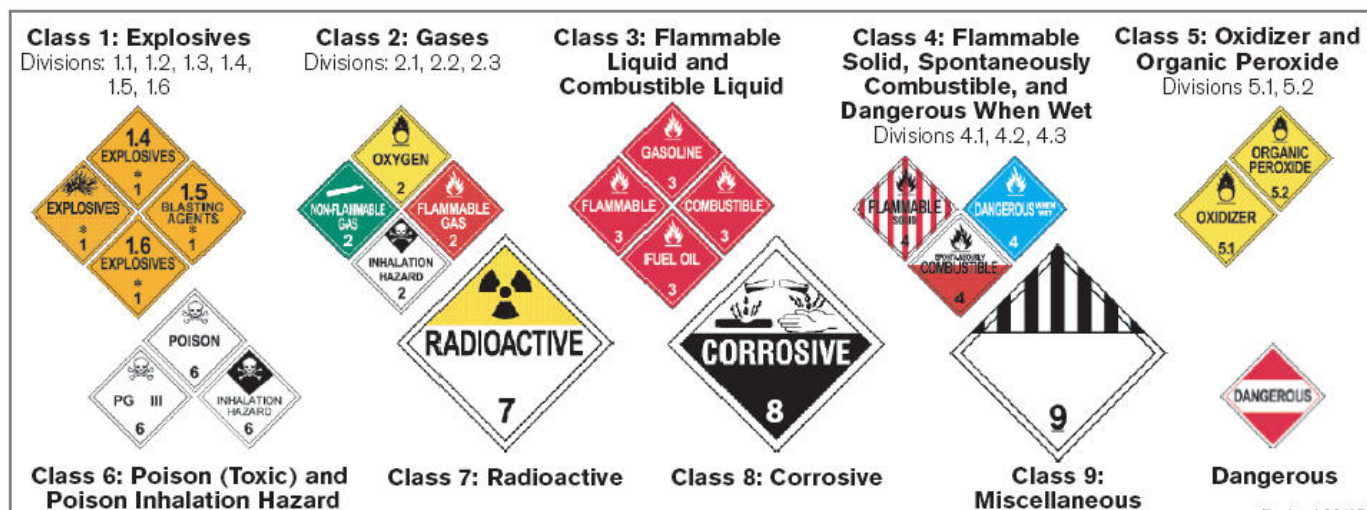 Class 1: Explosives
Divisions: 1.1, 1.2, 1.3, 1.4,
1.5, 1.6
1.4
EXPLOSIVES
*
1
EXPLOSIVES
*
1
1.5
BLASTING
AGENTS
*
1
1.6
EXPLOSIVES
*
1
Class 2: Gases
Divisions: 2.1, 2.2, 2.3
OXYGEN
2
NON-FLAMMABLE
GAS
2
FLAMMABLE
GAS
2
INHALATION
HAZARD
2
Class 3: Flammable
Liquid and
Combustible Liquid
GASOLINE
3
FLAMMABLE
3
COMBUSTIBLE
3
FUEL OIL
3
Class 4: Flammable
Solid, Spontaneously
Combustible, and
Dangerous When Wet
Divisions 4.1, 4.2, 4.3
FLAMMABLE
SOLID
4
DANGEROUS WHEN WET
4
SPONTANEOUSLY
COMBUSTIBLE
4
Class 5: Oxidizer and
Organic Peroxide
Divisions 5.1, 5.2
ORGANIC
PEROXIDE
5.2
OXIDIZER
5.1
POISON
6
PG III
6
INHALATION
HAZARD
6
Class 6: Poison (Toxic) and
Poison Inhalation Hazard
RADIOACTIVE
7
Class 7: Radioactive
CORROSIVE
8
Class 8: Corrosive
9
Class 9:
Miscellaneous
DANGEROUS
Dangerous